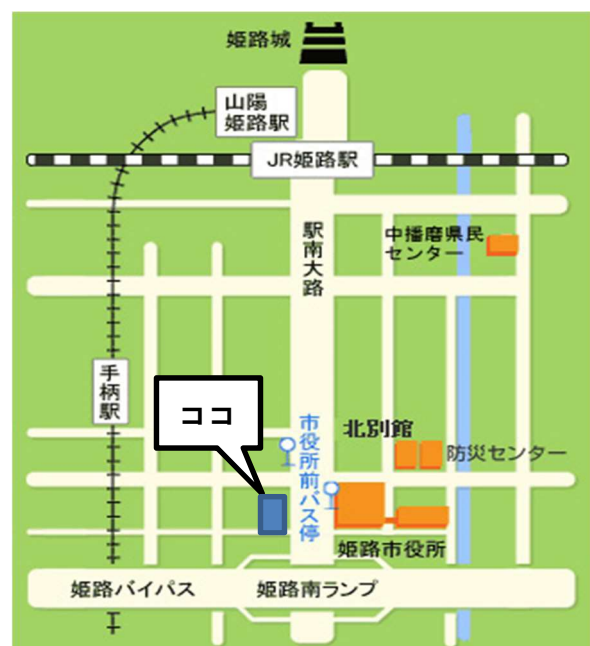 姫路城
山陽
姫路駅
JR姫路駅
駅南大路
中播磨県民
センター
手柄駅
ココ
市役所前バス停
北別館
防災センター
姫路市役所
姫路バイパス
姫路南ランプ